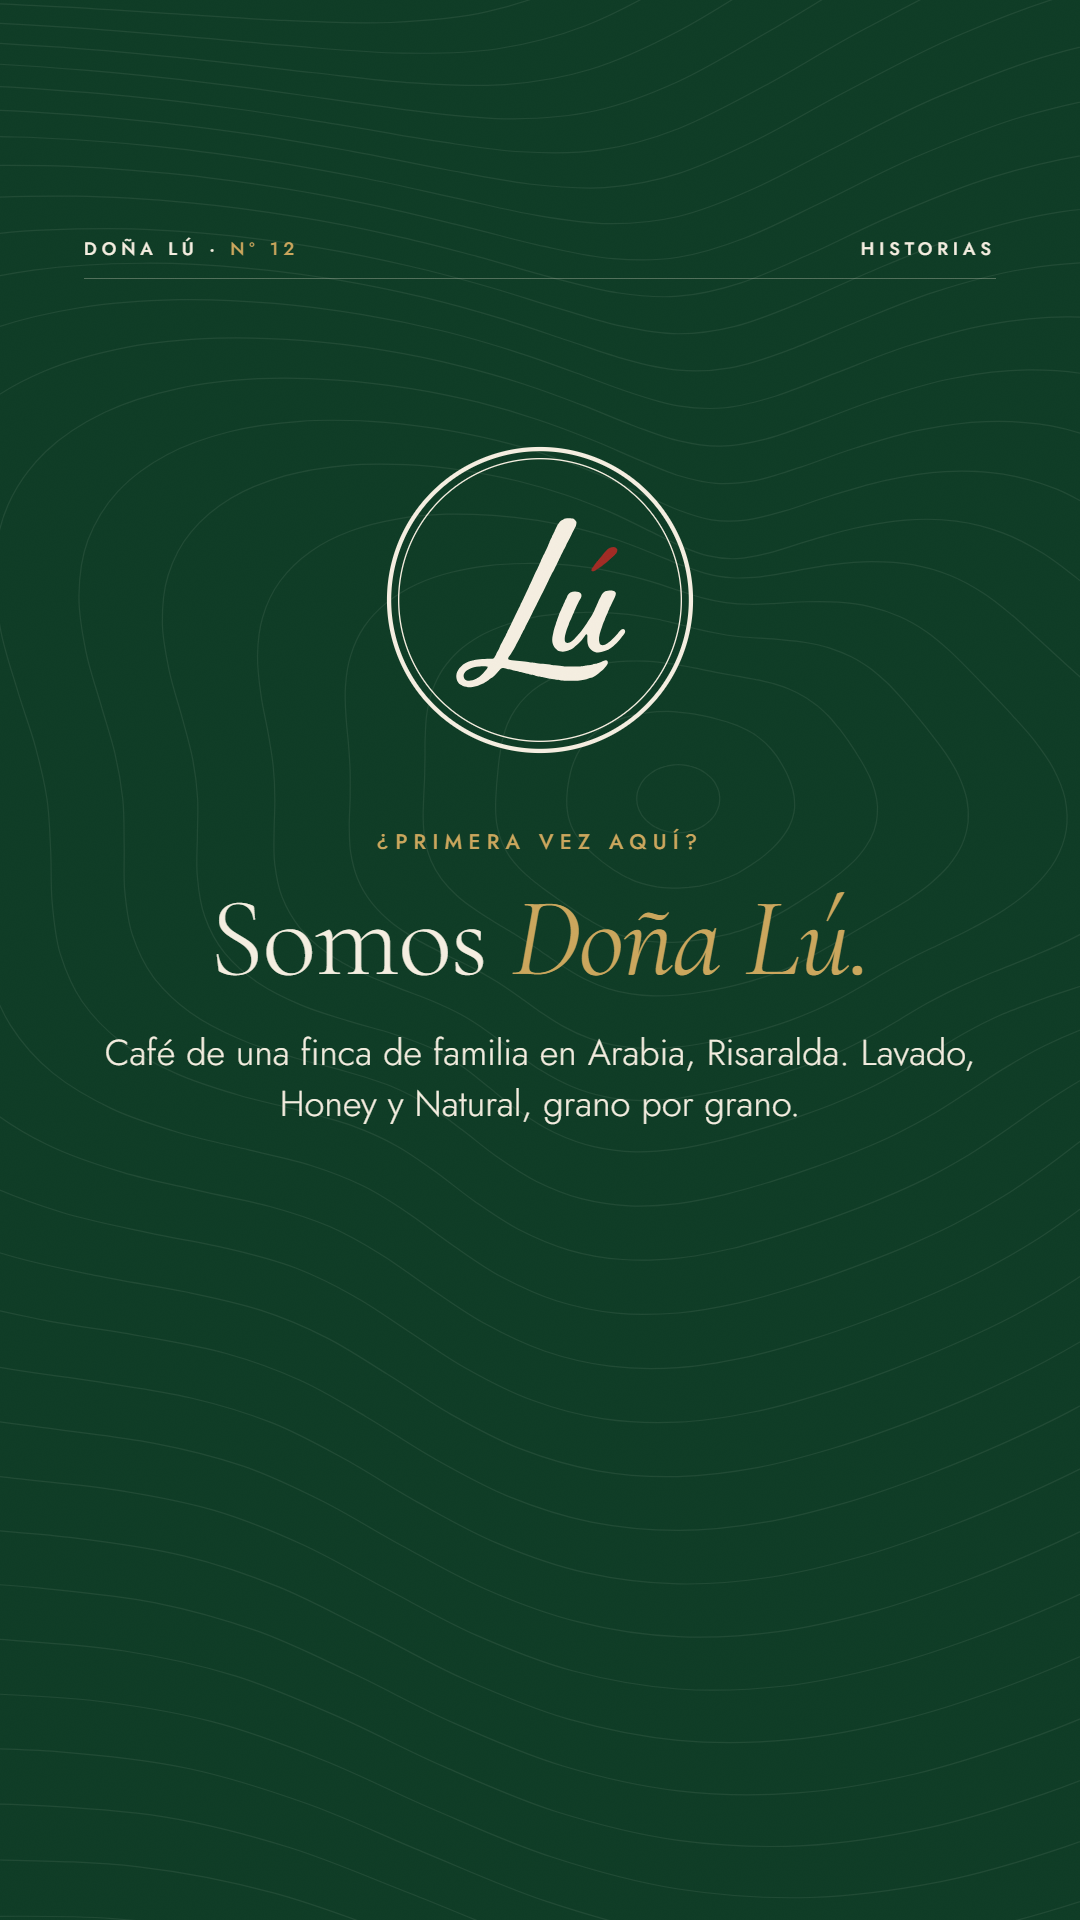 DOÑA LÚ · N° 12
HISTORIAS
Lú
¿PRIMERA VEZ AQUÍ?
Somos Doña Lú.
Café de una finca de familia en Arabia, Risaralda. Lavado,
Honey y Natural, grano por grano.